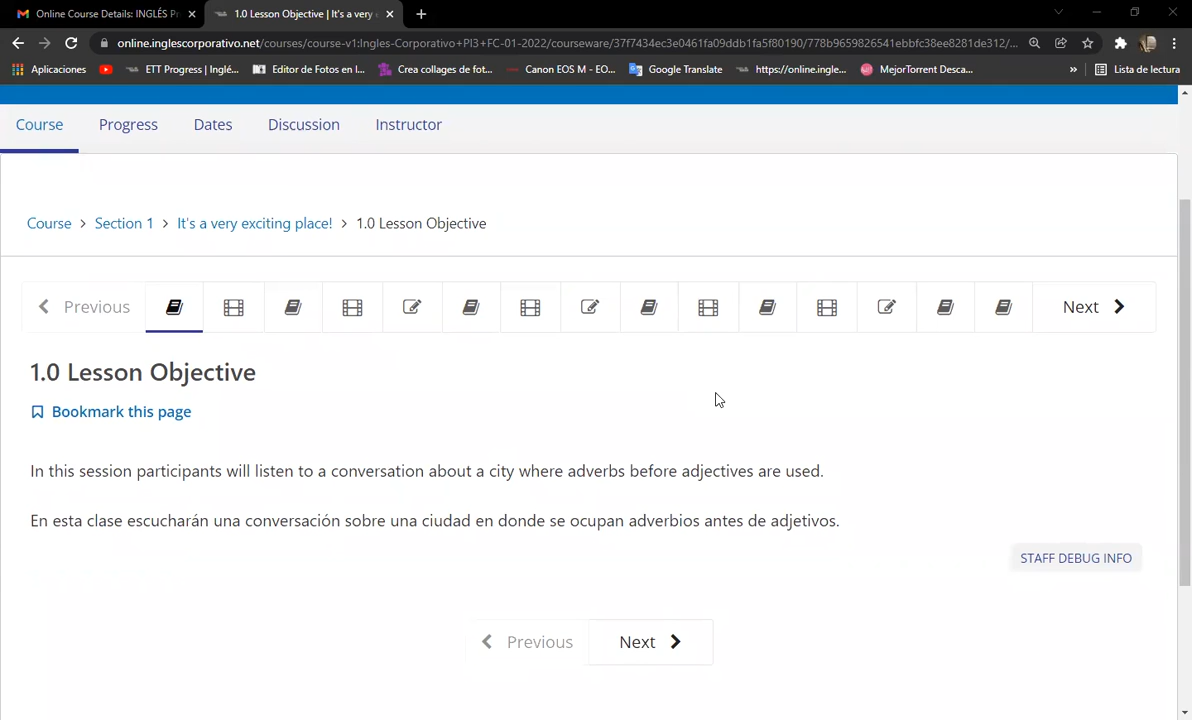 Online Course Details: INGLÉS P
1.0 Lesson Objective | It's a very
online.inglescorporativo.net/courses/course-v1:Ingles-Corporativo+PI3+FC-01-2022/courseware/37f7434ec3e0461fa09ddb1fa5f80190/778b9659826541ebbfc38ee8281de312/...
Aplicaciones ETT Progress | Inglé... Editor de Fotos en l... Crea collages de fot... Canon EOS M - EO... Google Translate https://online.ingle... MejorTorrent Desca... » Lista de lectura
Course Progress Dates Discussion Instructor
Course > Section 1 > It's a very exciting place! > 1.0 Lesson Objective
Previous Next
1.0 Lesson Objective
Bookmark this page
In this session participants will listen to a conversation about a city where adverbs before adjectives are used.
En esta clase escucharán una conversación sobre una ciudad en donde se ocupan adverbios antes de adjetivos.
STAFF DEBUG INFO
Previous Next